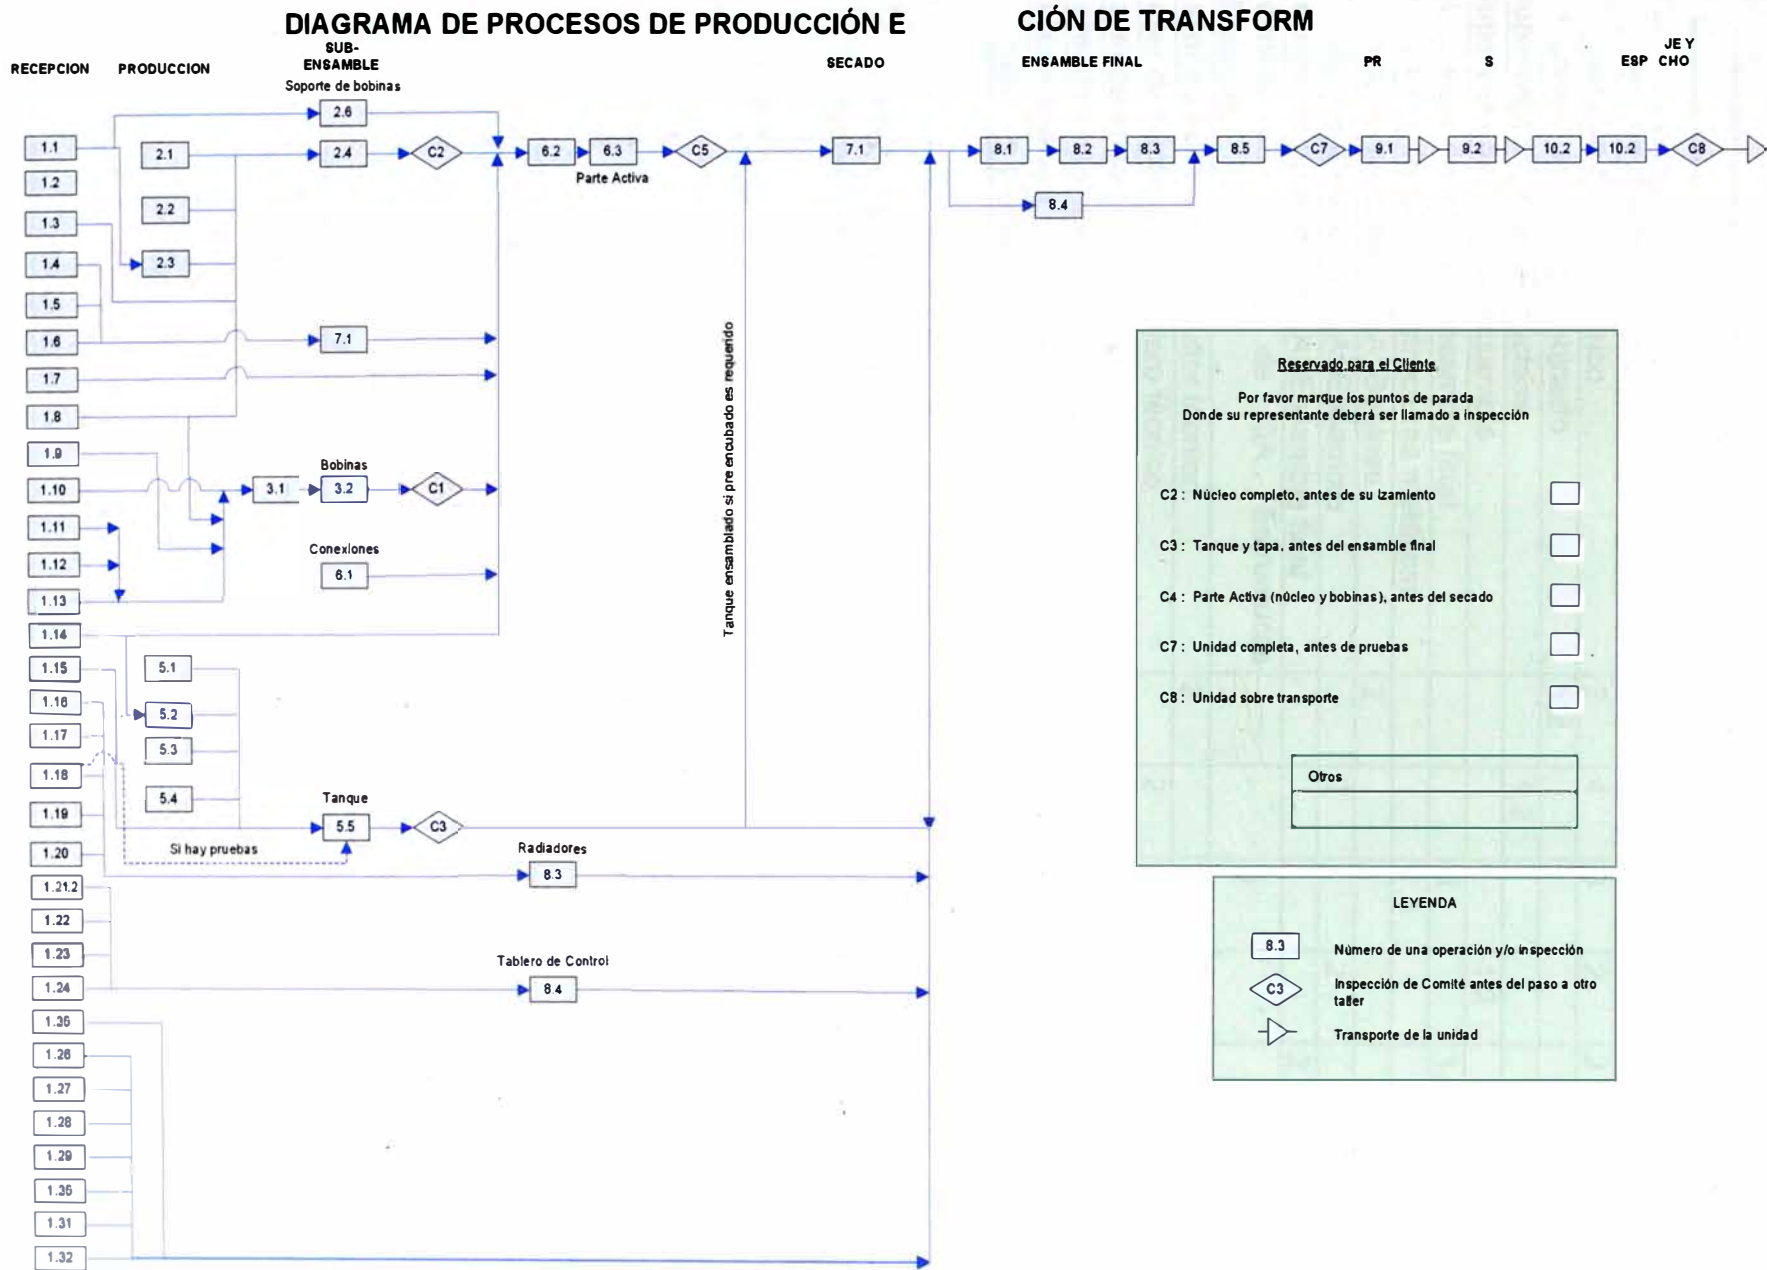 DIAGRAMA DE PROCESOS DE PRODUCCIÓN E CIÓN DE TRANSFORM
RECEPCION
PRODUCCION
SUB-
ENSAMBLE
SECADO
ENSAMBLE FINAL
PR S
JE Y
ESP CHO
Soporte de bobinas
2.6
1.1
2.1
2.4
C2
6.2
6.3
C5
7.1
8.1
8.2
8.3
8.5
C7
9.1
9.2
10.2
10.2
C8
Parte Activa
1.2
2.2
8.4
1.3
1.4
2.3
1.5
1.6
7.1
1.7
1.8
1.9
Bobinas
1.10
3.1
3.2
C1
1.11
Conexiones
1.12
6.1
1.13
1.14
Tanque ensamblado si pre encubado es requerido
1.15
5.1
1.16
5.2
1.17
5.3
1.18
5.4
Tanque
1.19
5.5
C3
Si hay pruebas
1.20
Radiadores
8.3
1.21.2
1.22
1.23
Tablero de Control
1.24
8.4
1.35
1.26
1.27
1.28
1.29
1.35
1.31
1.32
Reservado para el Cliente
Por favor marque los puntos de parada
Donde su representante deberá ser llamado a inspección
C2 : Núcleo completo, antes de su izamiento
C3 : Tanque y tapa, antes del ensamble final
C4 : Parte Activa (núcleo y bobinas), antes del secado
C7 : Unidad completa, antes de pruebas
C8 : Unidad sobre transporte
Otros
LEYENDA
8.3 Número de una operación y/o inspección
C3 Inspección de Comité antes del paso a otro
taller
Transporte de la unidad